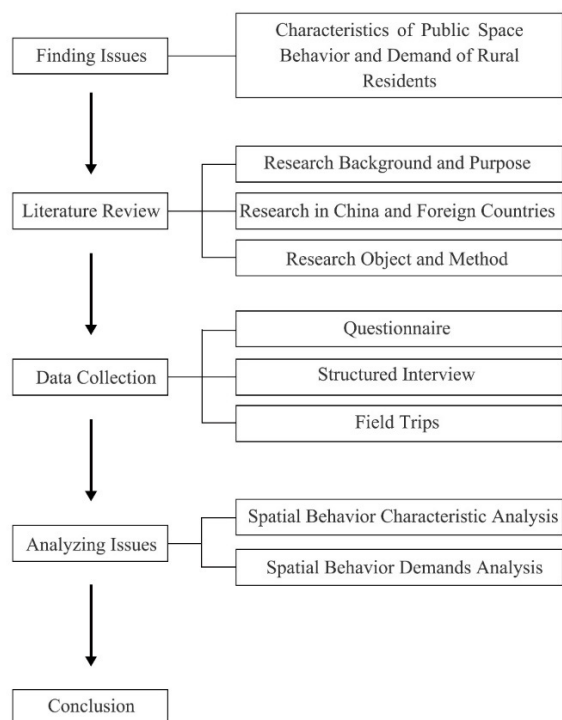 Finding Issues
Characteristics of Public Space
Behavior and Demand of Rural
Residents
Literature Review
Research Background and Purpose
Research in China and Foreign Countries
Research Object and Method
Data Collection
Questionnaire
Structured Interview
Field Trips
Analyzing Issues
Spatial Behavior Characteristic Analysis
Spatial Behavior Demands Analysis
Conclusion